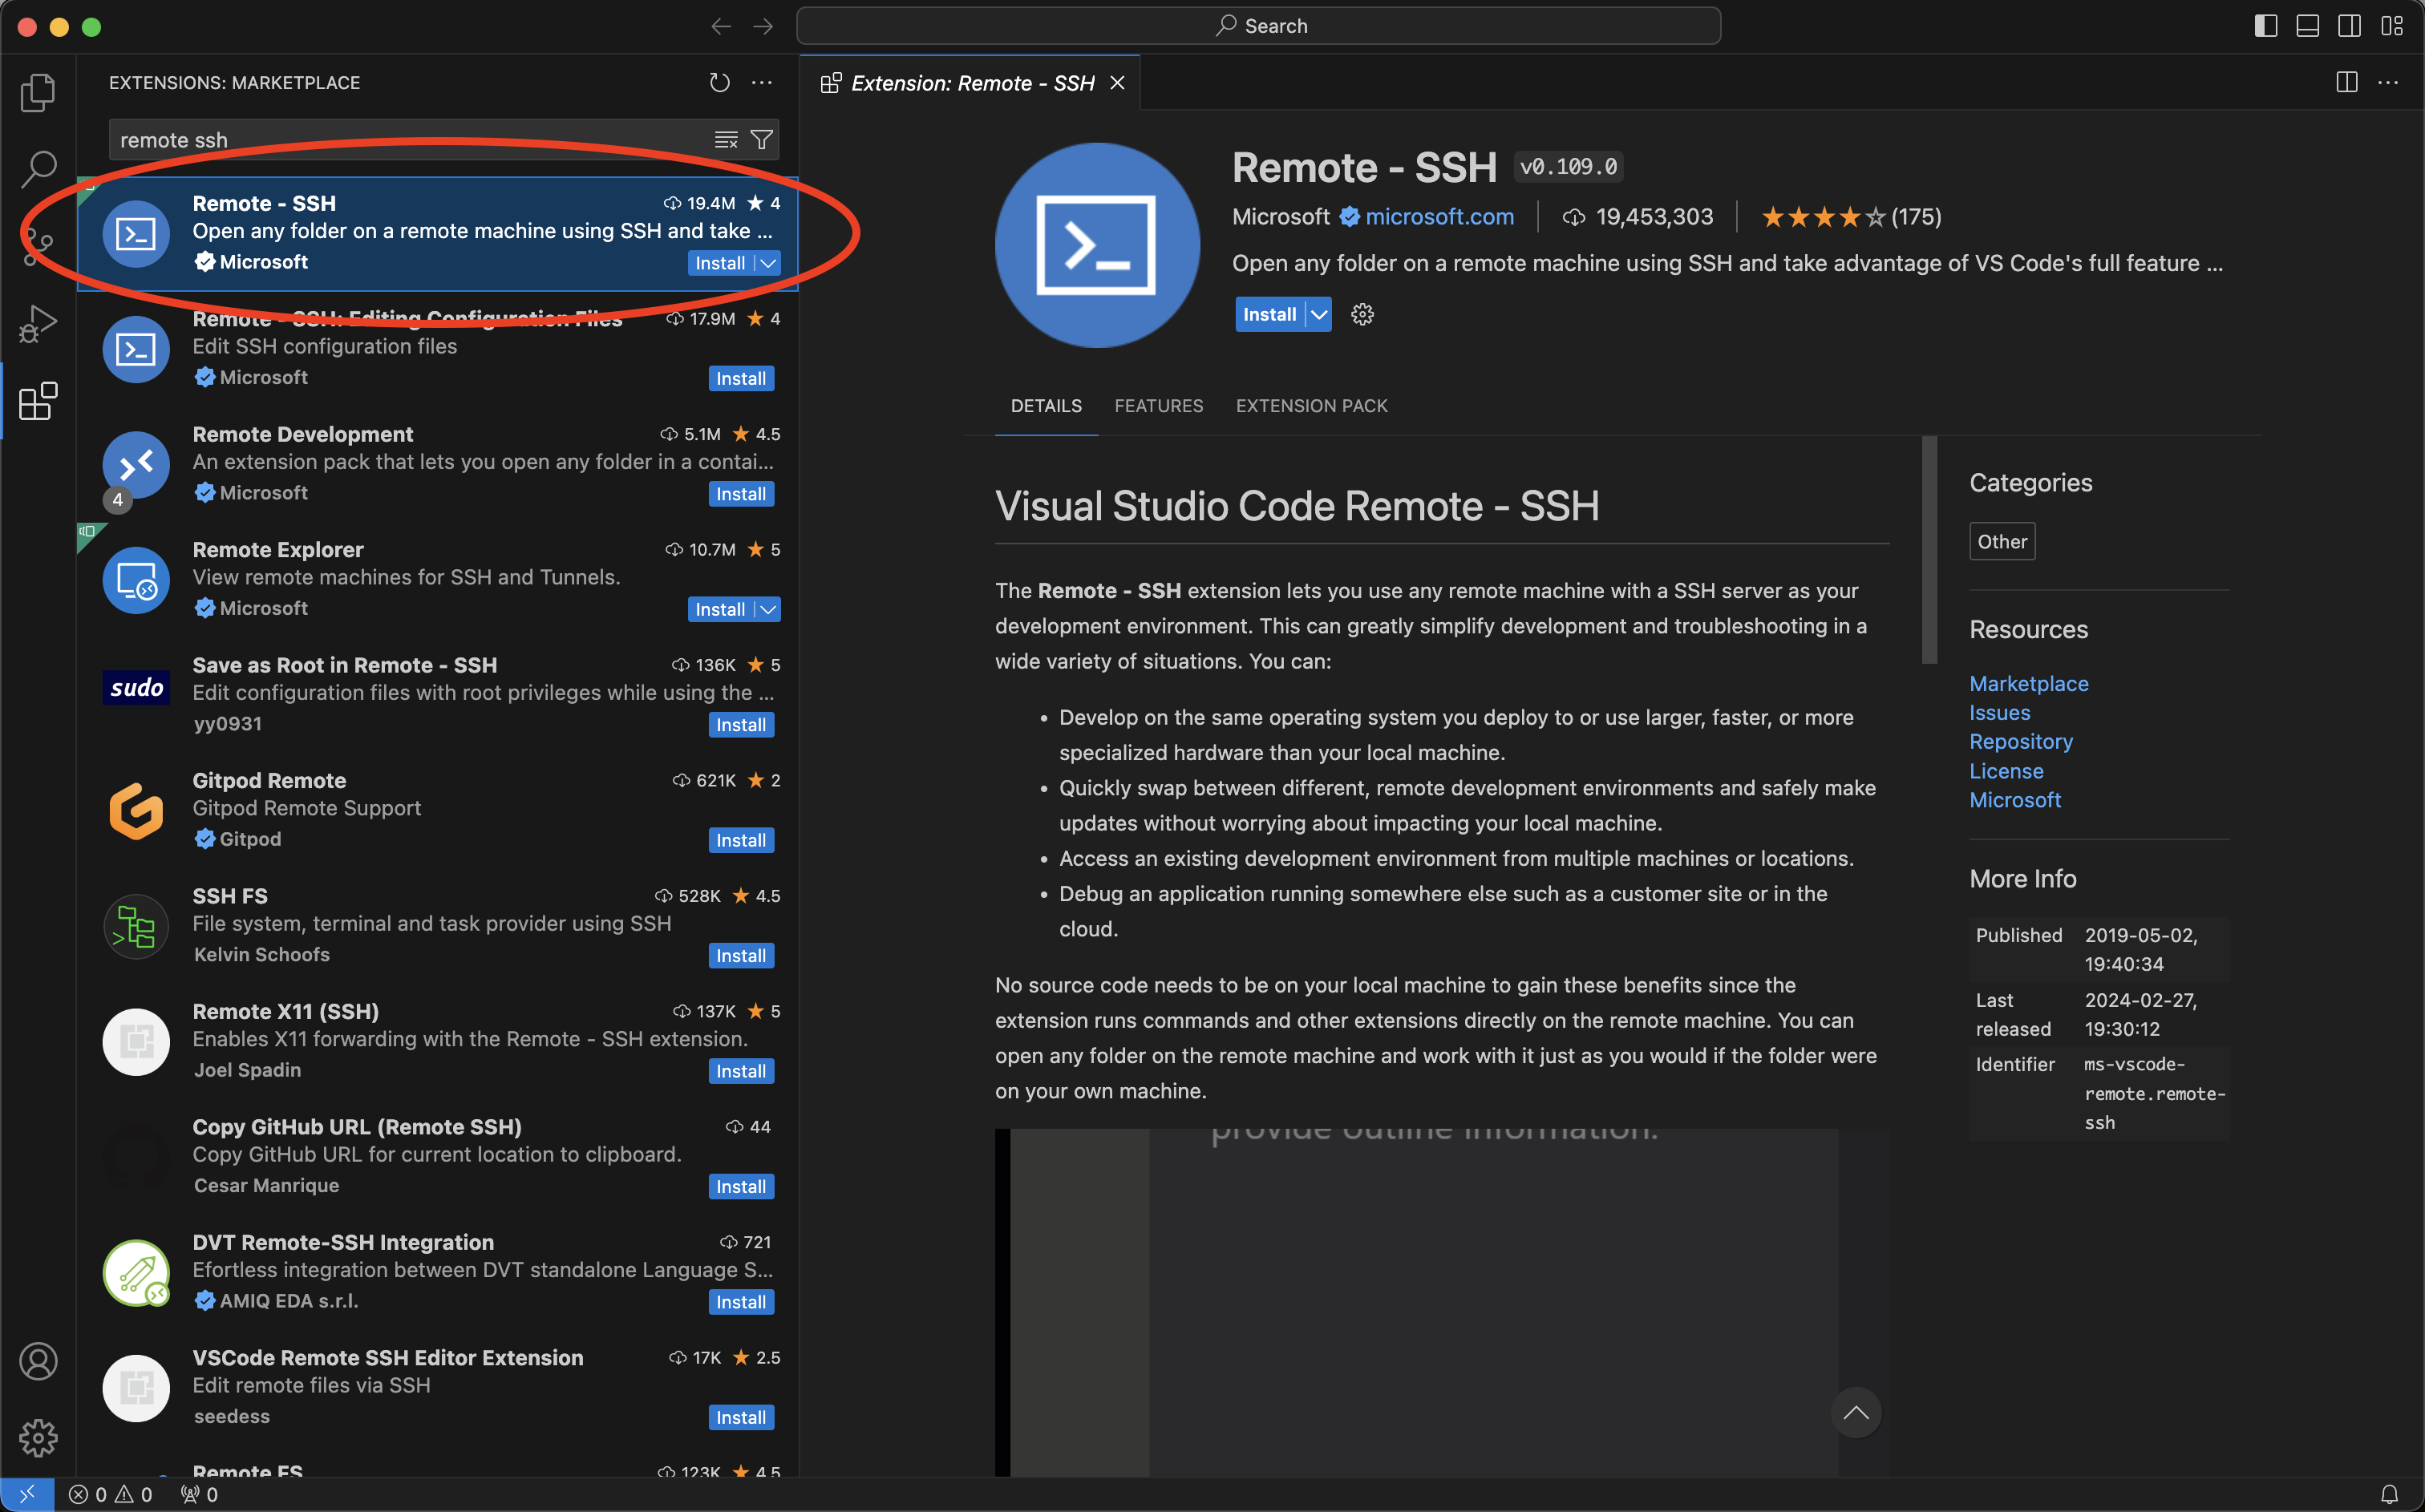 Search
EXTENSIONS: MARKETPLACE
remote ssh
Remote - SSH
19.4M ★ 4
Open any folder on a remote machine using SSH and take ...
Microsoft
Install
Remote - SSH: Editing Configuration Files
17.9M ★ 4
Edit SSH configuration files
Microsoft
Install
Remote Development
5.1M ★ 4.5
An extension pack that lets you open any folder in a contai...
4
Microsoft
Install
Remote Explorer
10.7M ★ 5
View remote machines for SSH and Tunnels.
Microsoft
Install
sudo
Save as Root in Remote - SSH
136K ★ 5
Edit configuration files with root privileges while using the ...
yy0931
Install
Gitpod Remote
621K ★ 2
Gitpod Remote Support
Gitpod
Install
SSH FS
528K ★ 4.5
File system, terminal and task provider using SSH
Kelvin Schoofs
Install
Remote X11 (SSH)
137K ★ 5
Enables X11 forwarding with the Remote - SSH extension.
Joel Spadin
Install
Copy GitHub URL (Remote SSH)
44
Copy GitHub URL for current location to clipboard.
Cesar Manrique
Install
DVT Remote-SSH Integration
721
Efortless integration between DVT standalone Language S...
AMIQ EDA s.r.l.
Install
VSCode Remote SSH Editor Extension
17K ★ 2.5
Edit remote files via SSH
seedess
Install
Remote FS
123K ★ 4.5
0 0 0
Extension: Remote - SSH
Remote - SSH v0.109.0
Microsoft microsoft.com 19,453,303 ★★★★☆ (175)
Open any folder on a remote machine using SSH and take advantage of VS Code's full feature ...
Install
DETAILS FEATURES EXTENSION PACK
Visual Studio Code Remote - SSH
The Remote - SSH extension lets you use any remote machine with a SSH server as your
development environment. This can greatly simplify development and troubleshooting in a
wide variety of situations. You can:
• Develop on the same operating system you deploy to or use larger, faster, or more
specialized hardware than your local machine.
• Quickly swap between different, remote development environments and safely make
updates without worrying about impacting your local machine.
• Access an existing development environment from multiple machines or locations.
• Debug an application running somewhere else such as a customer site or in the
cloud.
No source code needs to be on your local machine to gain these benefits since the
extension runs commands and other extensions directly on the remote machine. You can
open any folder on the remote machine and work with it just as you would if the folder were
on your own machine.
provide outline information.
Categories
Other
Resources
Marketplace
Issues
Repository
License
Microsoft
More Info
Published 2019-05-02,
19:40:34
Last 2024-02-27,
released 19:30:12
Identifier ms-vscode-
remote.remote-
ssh